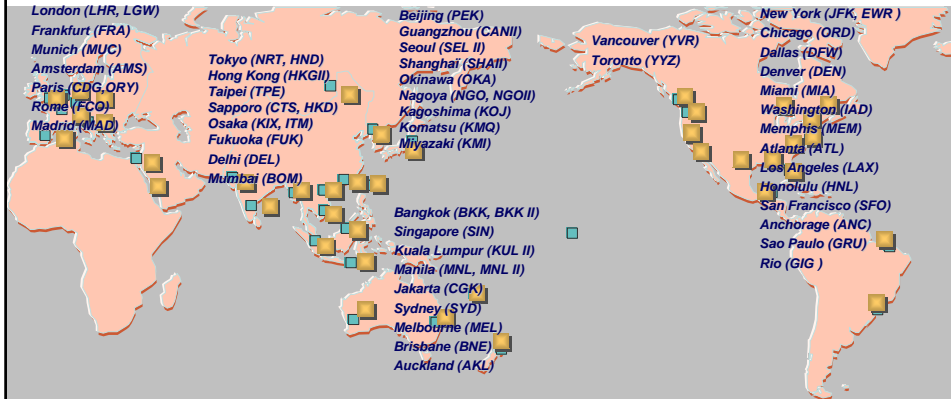 London (LHR, LGW)
Frankfurt (FRA)
Munich (MUC)
Amsterdam (AMS)
Paris (CDG,ORY)
Rome (FCO)
Madrid (MAD)
Tokyo (NRT, HND)
Hong Kong (HKGII)
Taipei (TPE)
Sapporo (CTS, HKD)
Osaka (KIX, ITM)
Fukuoka (FUK)
Delhi (DEL)
Mumbai (BOM)
Beijing (PEK)
Guangzhou (CANII)
Seoul (SEL II)
Shanghaï (SHAII)
Okinawa (OKA)
Nagoya (NGO, NGOII)
Kagoshima (KOJ)
Komatsu (KMQ)
Miyazaki (KMI)
Bangkok (BKK, BKK II)
Singapore (SIN)
Kuala Lumpur (KUL II)
Manila (MNL, MNL II)
Jakarta (CGK)
Sydney (SYD)
Melbourne (MEL)
Brisbane (BNE)
Auckland (AKL)
Vancouver (YVR)
Toronto (YYZ)
New York (JFK, EWR )
Chicago (ORD)
Dallas (DFW)
Denver (DEN)
Miami (MIA)
Washington (IAD)
Memphis (MEM)
Atlanta (ATL)
Los Angeles (LAX)
Honolulu (HNL)
San Francisco (SFO)
Anchorage (ANC)
Sao Paulo (GRU)
Rio (GIG )